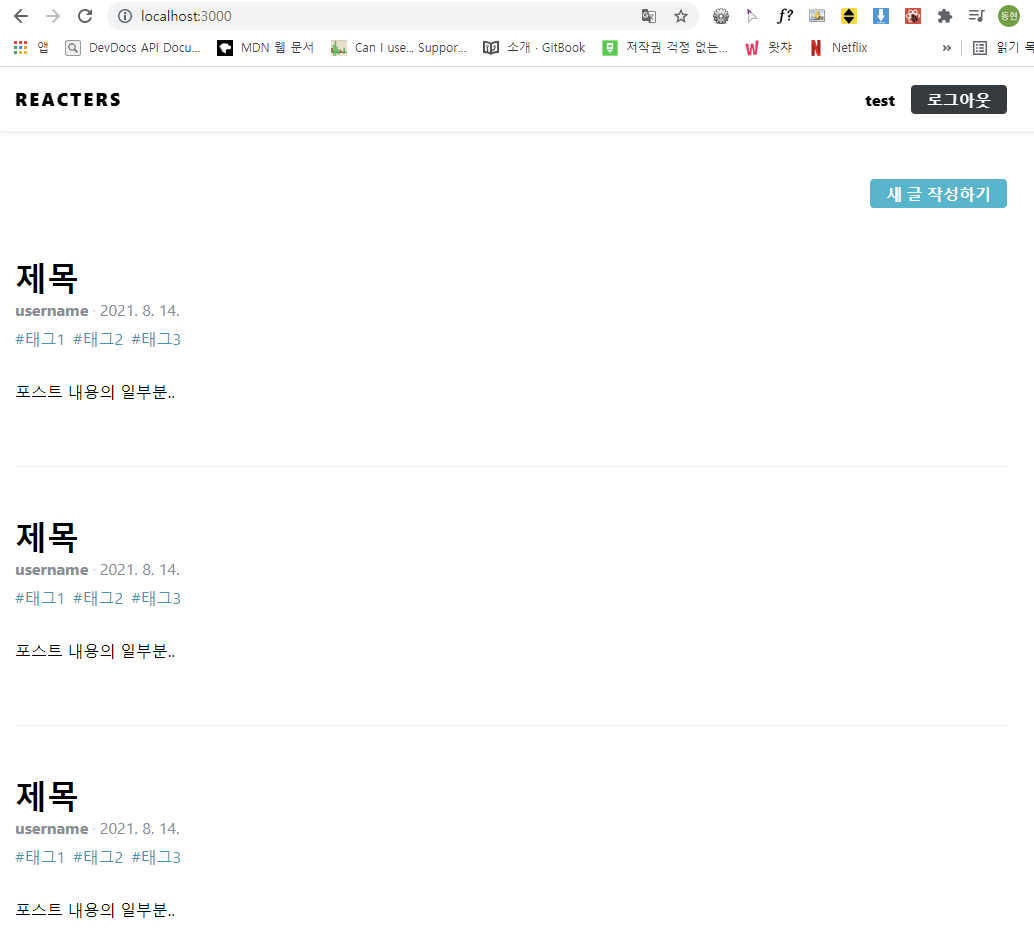 localhost:3000
앱 DevDocs API Docu... MDN 웹 문서 Can I use... Suppor... 소개 · GitBook 저작권 걱정 없는... 왓챠 Netflix » 읽기 목
REACTERS test 로그아웃
새 글 작성하기
제목
username · 2021. 8. 14.
#태그1 #태그2 #태그3
포스트 내용의 일부분..
제목
username · 2021. 8. 14.
#태그1 #태그2 #태그3
포스트 내용의 일부분..
제목
username · 2021. 8. 14.
#태그1 #태그2 #태그3
포스트 내용의 일부분..